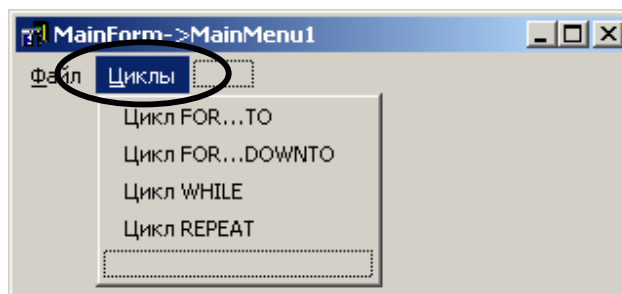 MainForm->MainMenu1
Файл Циклы
Цикл FOR...TO
Цикл FOR...DOWNTO
Цикл WHILE
Цикл REPEAT